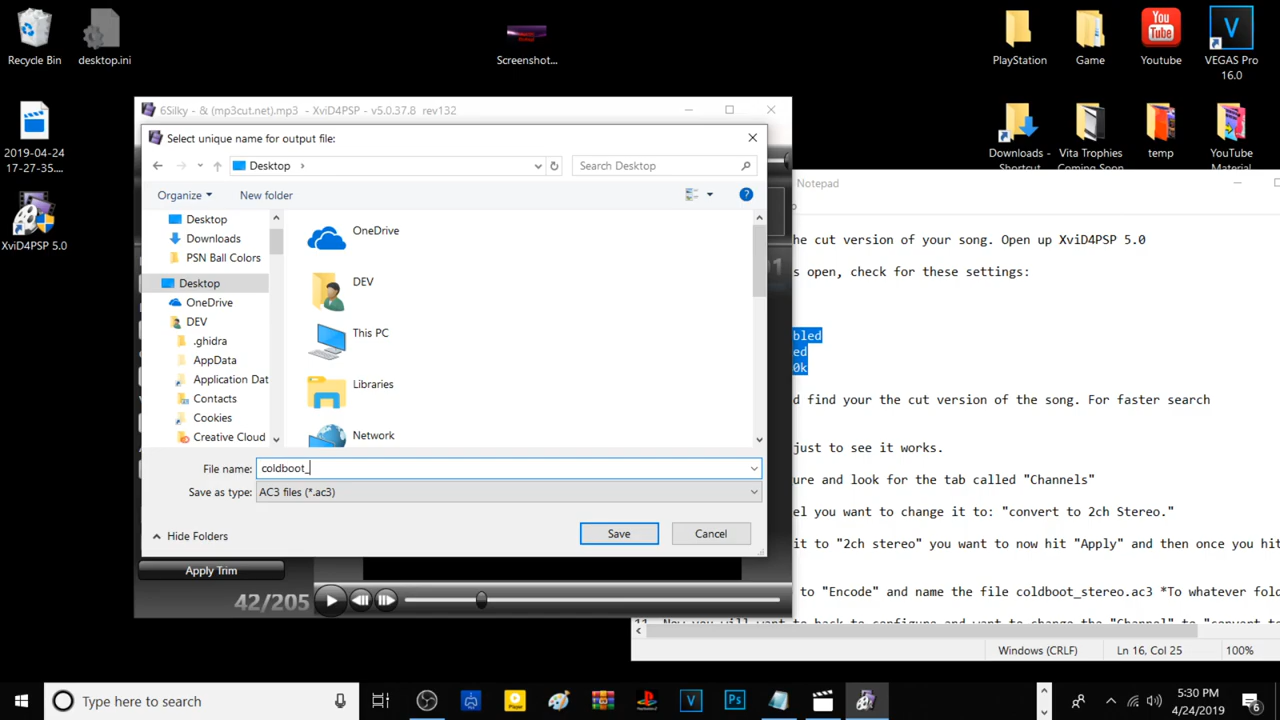 Recycle Bin
desktop.ini
Screenshot...
PlayStation
Game
You
Tube
Youtube
V
VEGAS Pro
16.0
2019-04-24
17-27-35....
Downloads -
Shortcut
Vita Trophies
Coming Soon
temp
YouTube
Material
XviD4PSP 5.0
6Silky - & (mp3cut.net).mp3 - XviD4PSP - v5.0.37.8 rev132
Select unique name for output file:
Desktop
Search Desktop
Organize
New folder
Desktop
Downloads
PSN Ball Colors
Desktop
OneDrive
DEV
.ghidra
AppData
Application Dat
Contacts
Cookies
Creative Cloud
OneDrive
DEV
This PC
Libraries
Network
File name: coldboot_
Save as type: AC3 files (*.ac3)
Hide Folders
Save
Cancel
Apply Trim
42/205
Notepad
he cut version of your song. Open up XviD4PSP 5.0
s open, check for these settings:
bled
ed
0k
d find your the cut version of the song. For faster search
just to see it works.
ure and look for the tab called "Channels"
el you want to change it to: "convert to 2ch Stereo."
it to "2ch stereo" you want to now hit "Apply" and then once you hit
to "Encode" and name the file coldboot_stereo.ac3 *To whatever fold
Windows (CRLF)
Ln 16, Col 25
100%
Type here to search
V
Ps
5:30 PM
4/24/2019
6